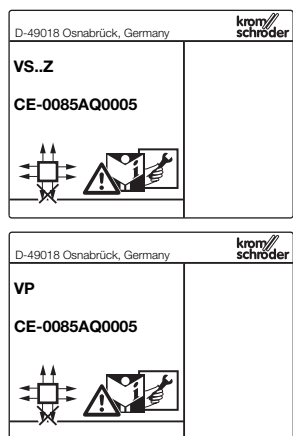 D-49018 Osnabrück, Germany
krom//
schröder
VS..Z
CE-0085AQ0005
D-49018 Osnabrück, Germany
krom//
schröder
VP
CE-0085AQ0005